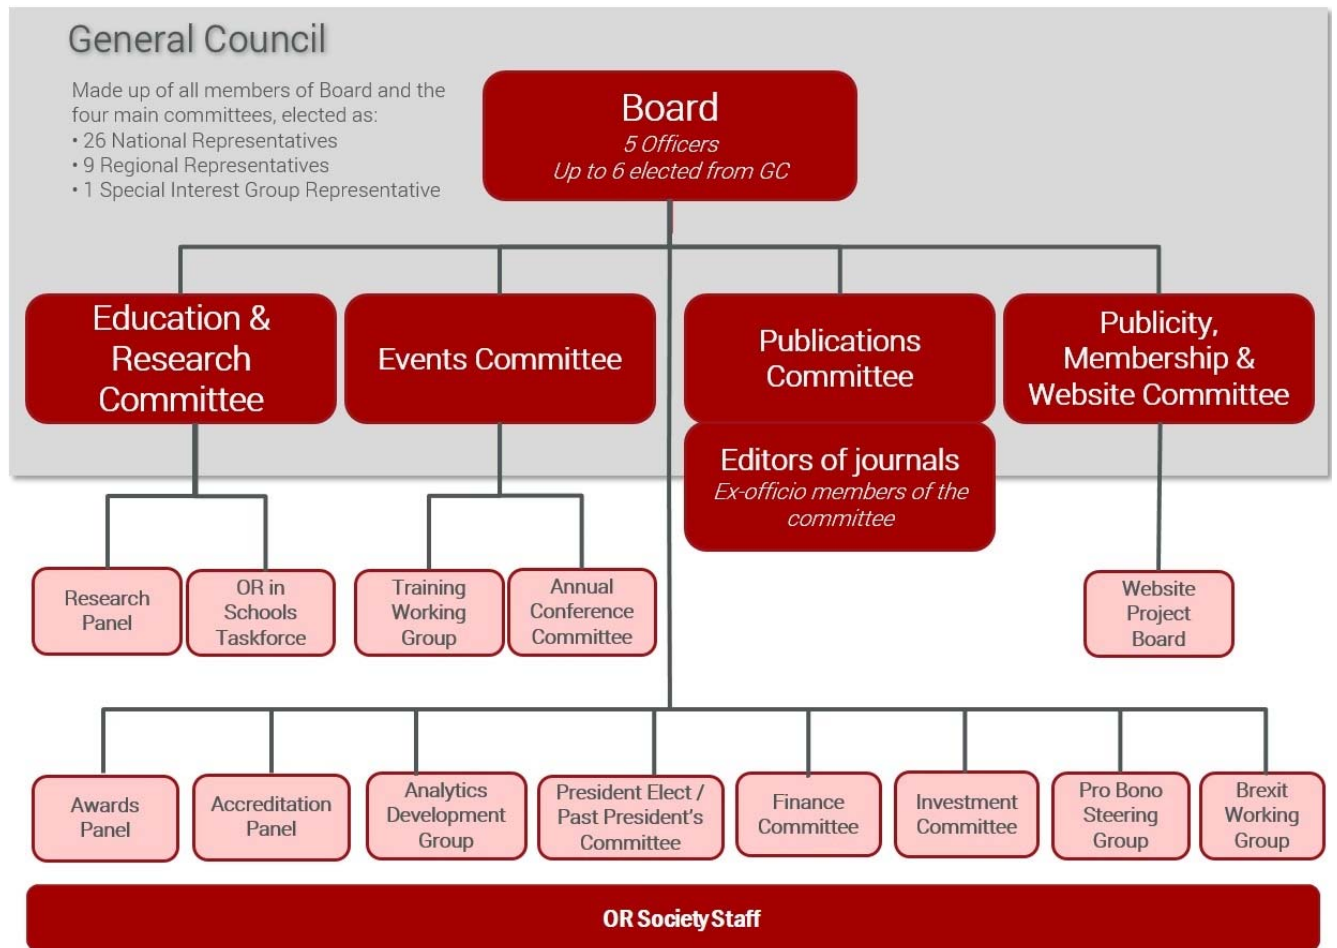 General Council
Made up of all members of Board and the
four main committees, elected as:
• 26 National Representatives
• 9 Regional Representatives
• 1 Special Interest Group Representative
Board
5 Officers
Up to 6 elected from GC
Education &
Research
Committee
Events Committee
Publications
Committee
Publicity,
Membership &
Website Committee
Editors of journals
Ex-officio members of the
committee
Research
Panel
OR in
Schools
Taskforce
Training
Working
Group
Annual
Conference
Committee
Website
Project
Board
Awards
Panel
Accreditation
Panel
Analytics
Development
Group
President Elect /
Past President's
Committee
Finance
Committee
Investment
Committee
Pro Bono
Steering
Group
Brexit
Working
Group
OR Society Staff